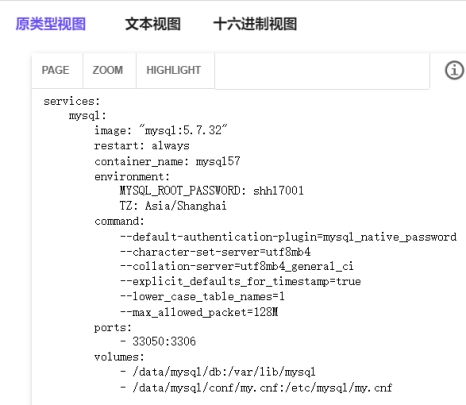 原类型视图 文本视图 十六进制视图
PAGE ZOOM HIGHLIGHT
services:
    mysql:
        image: "mysql:5.7.32"
        restart: always
        container_name: mysql57
        environment:
            MYSQL_ROOT_PASSWORD: shh17001
            TZ: Asia/Shanghai
        command:
            --default-authentication-plugin=mysql_native_password
            --character-set-server=utf8mb4
            --collation-server=utf8mb4_general_ci
            --explicit_defaults_for_timestamp=true
            --lower_case_table_names=1
            --max_allowed_packet=128M
        ports:
            - 33050:3306
        volumes:
            - /data/mysql/db:/var/lib/mysql
            - /data/mysql/conf/my.cnf:/etc/mysql/my.cnf